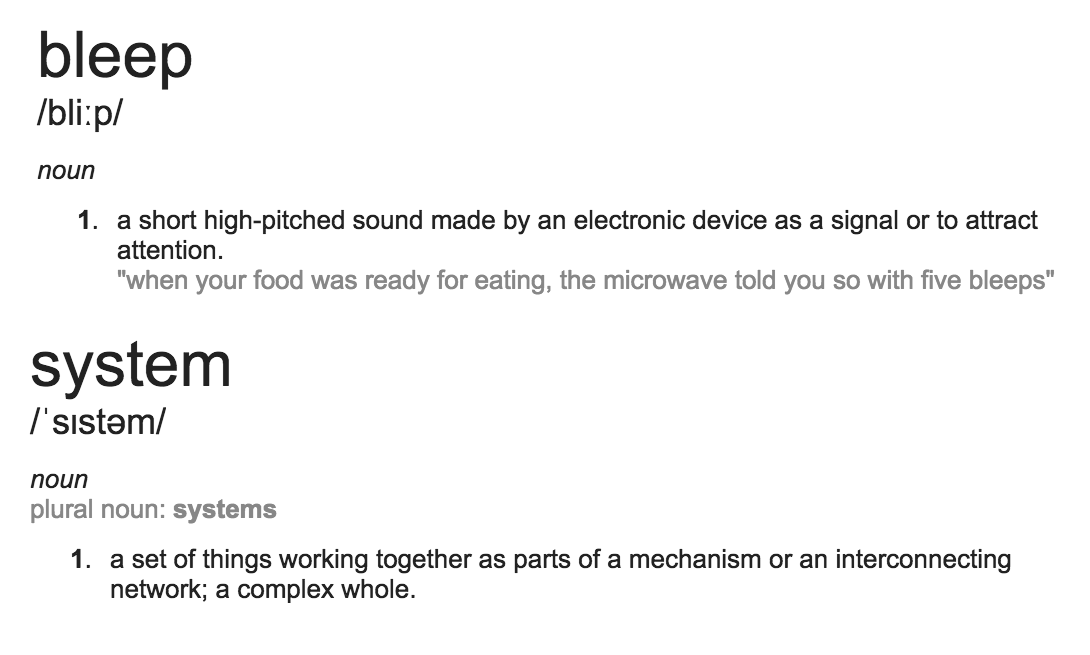 bleep
/bliːp/
noun
1. a short high-pitched sound made by an electronic device as a signal or to attract
attention.
"when your food was ready for eating, the microwave told you so with five bleeps"
system
/ˈsɪstəm/
noun
plural noun: systems
1. a set of things working together as parts of a mechanism or an interconnecting
network; a complex whole.